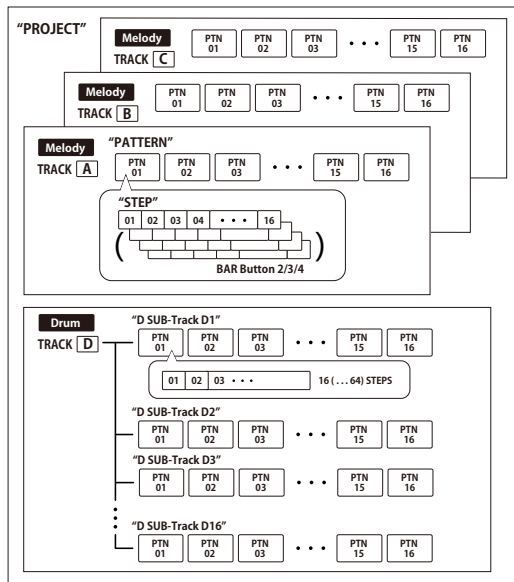 "PROJECT"
Melody
TRACK C
PTN 01 PTN 02 PTN 03 • • • PTN 15 PTN 16
Melody
TRACK B
PTN 01 PTN 02 PTN 03 • • • PTN 15 PTN 16
Melody
TRACK A
"PATTERN"
PTN 01 PTN 02 PTN 03 • • • PTN 15 PTN 16
"STEP"
01 02 03 04 • • • 16
( )
BAR Button 2/3/4
Drum
TRACK D
"D SUB-Track D1"
PTN 01 PTN 02 PTN 03 • • • PTN 15 PTN 16
01 02 03 • • • 16 ( . . . 64) STEPS
"D SUB-Track D2"
PTN 01 PTN 02 PTN 03 • • • PTN 15 PTN 16
"D SUB-Track D3"
PTN 01 PTN 02 PTN 03 • • • PTN 15 PTN 16
"D SUB-Track D16"
PTN 01 PTN 02 PTN 03 • • • PTN 15 PTN 16